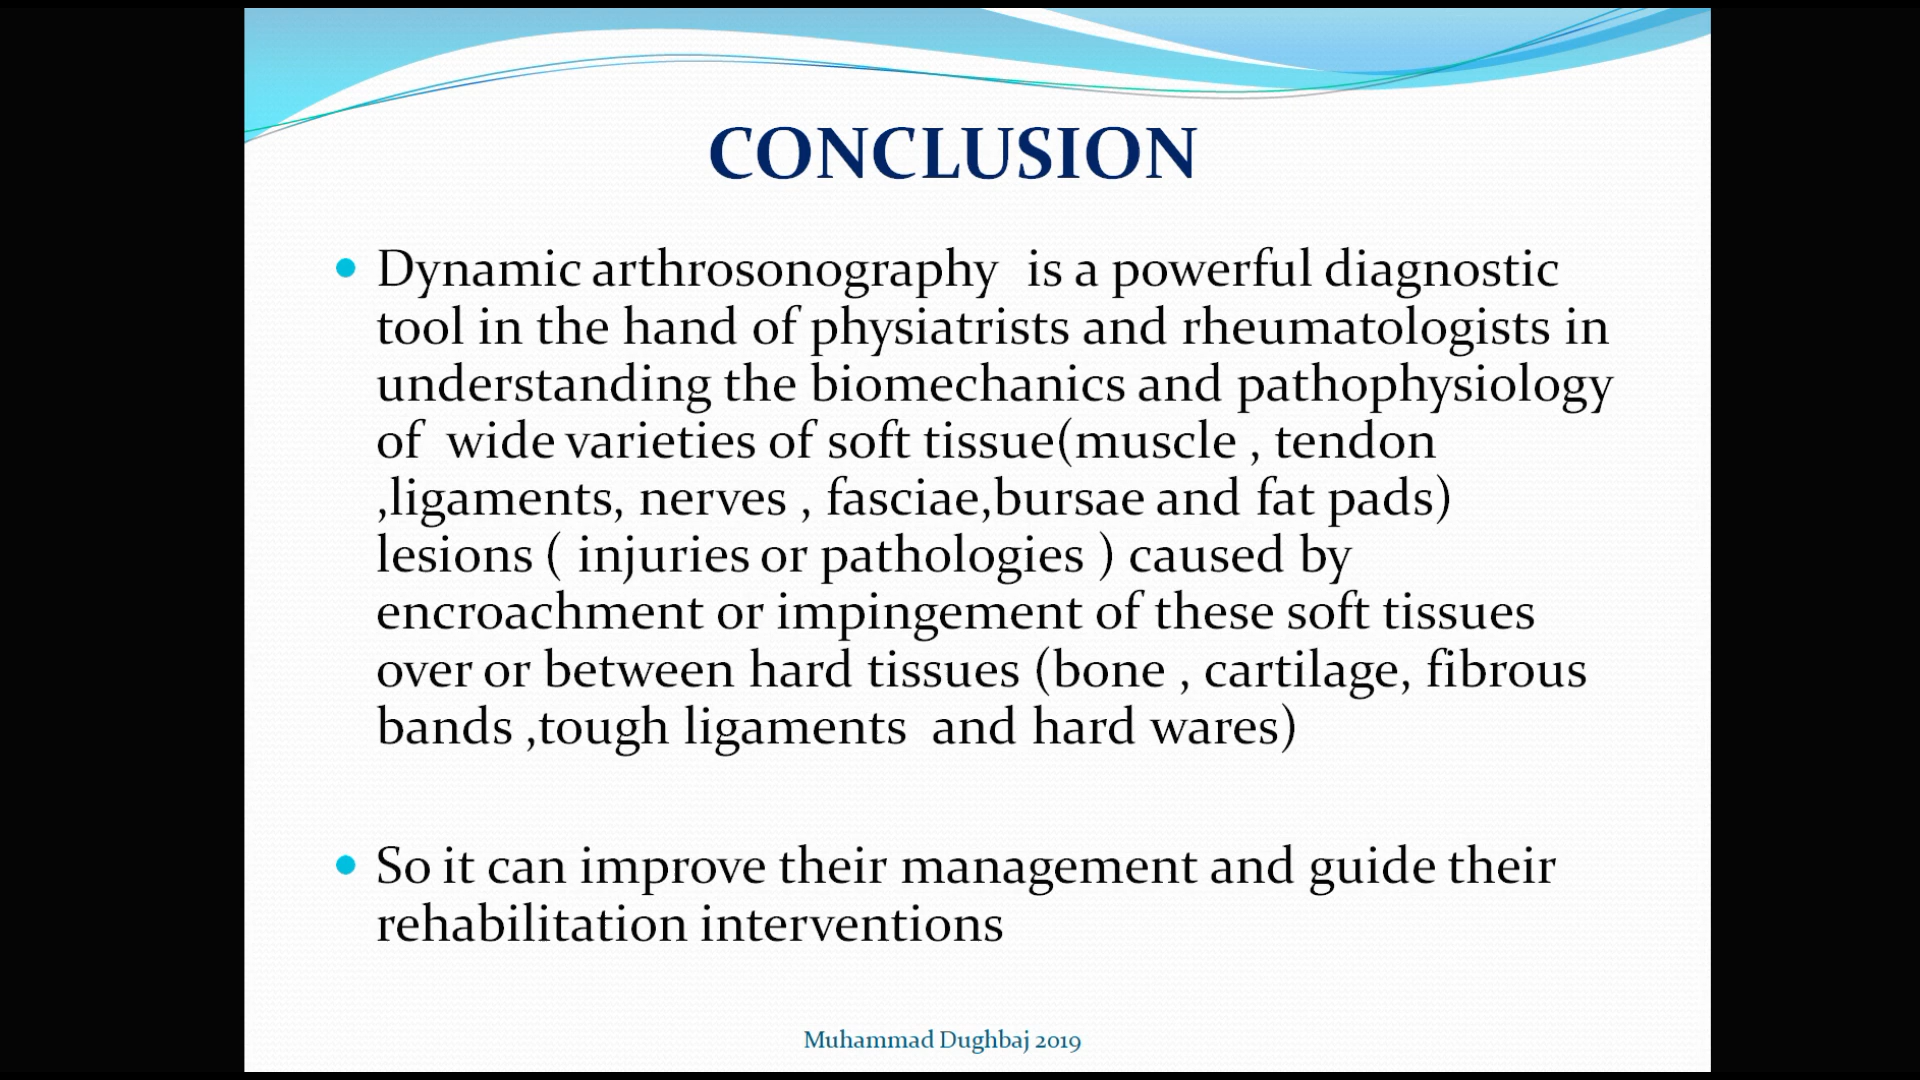 CONCLUSION
Dynamic arthrosonography  is a powerful diagnostic
tool in the hand of physiatrists and rheumatologists in
understanding the biomechanics and pathophysiology
of  wide varieties of soft tissue(muscle , tendon
,ligaments, nerves , fasciae,bursae and fat pads)
lesions ( injuries or pathologies ) caused by
encroachment or impingement of these soft tissues
over or between hard tissues (bone , cartilage, fibrous
bands ,tough ligaments  and hard wares)
So it can improve their management and guide their
rehabilitation interventions
Muhammad Dughbaj 2019